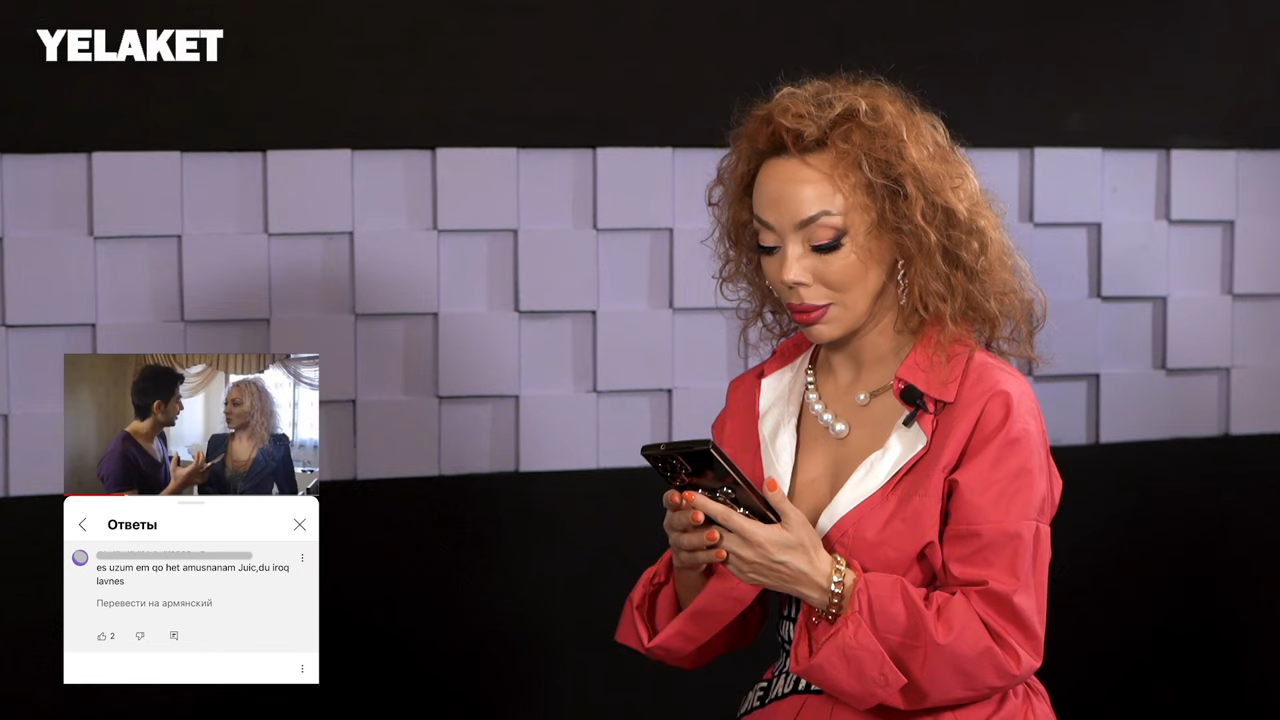 YELAKET
Ответы
es uzum em qo het amusnanam Juic,du iroq
lavnes
Перевести на армянский
2